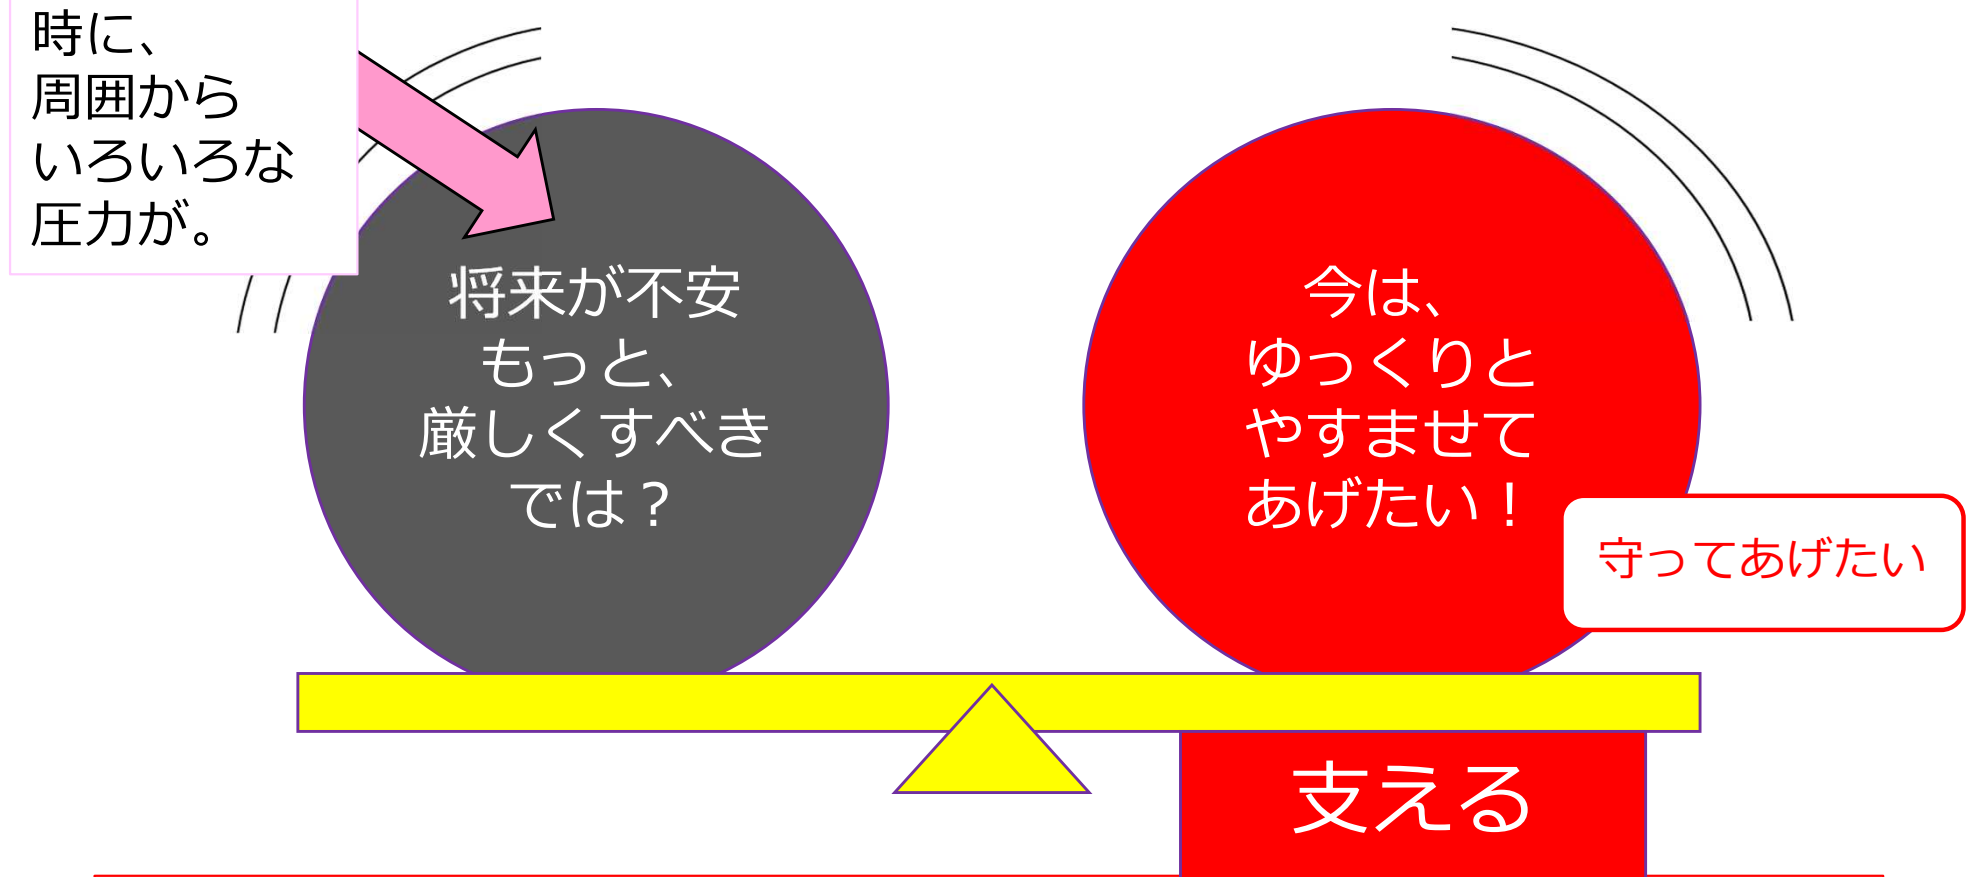 時に、
周囲から
いろいろな
圧力が。
将来が不安
もっと、
厳しくすべき
では？
今は、
ゆっくりと
やすませて
あげたい！
守ってあげたい
支える